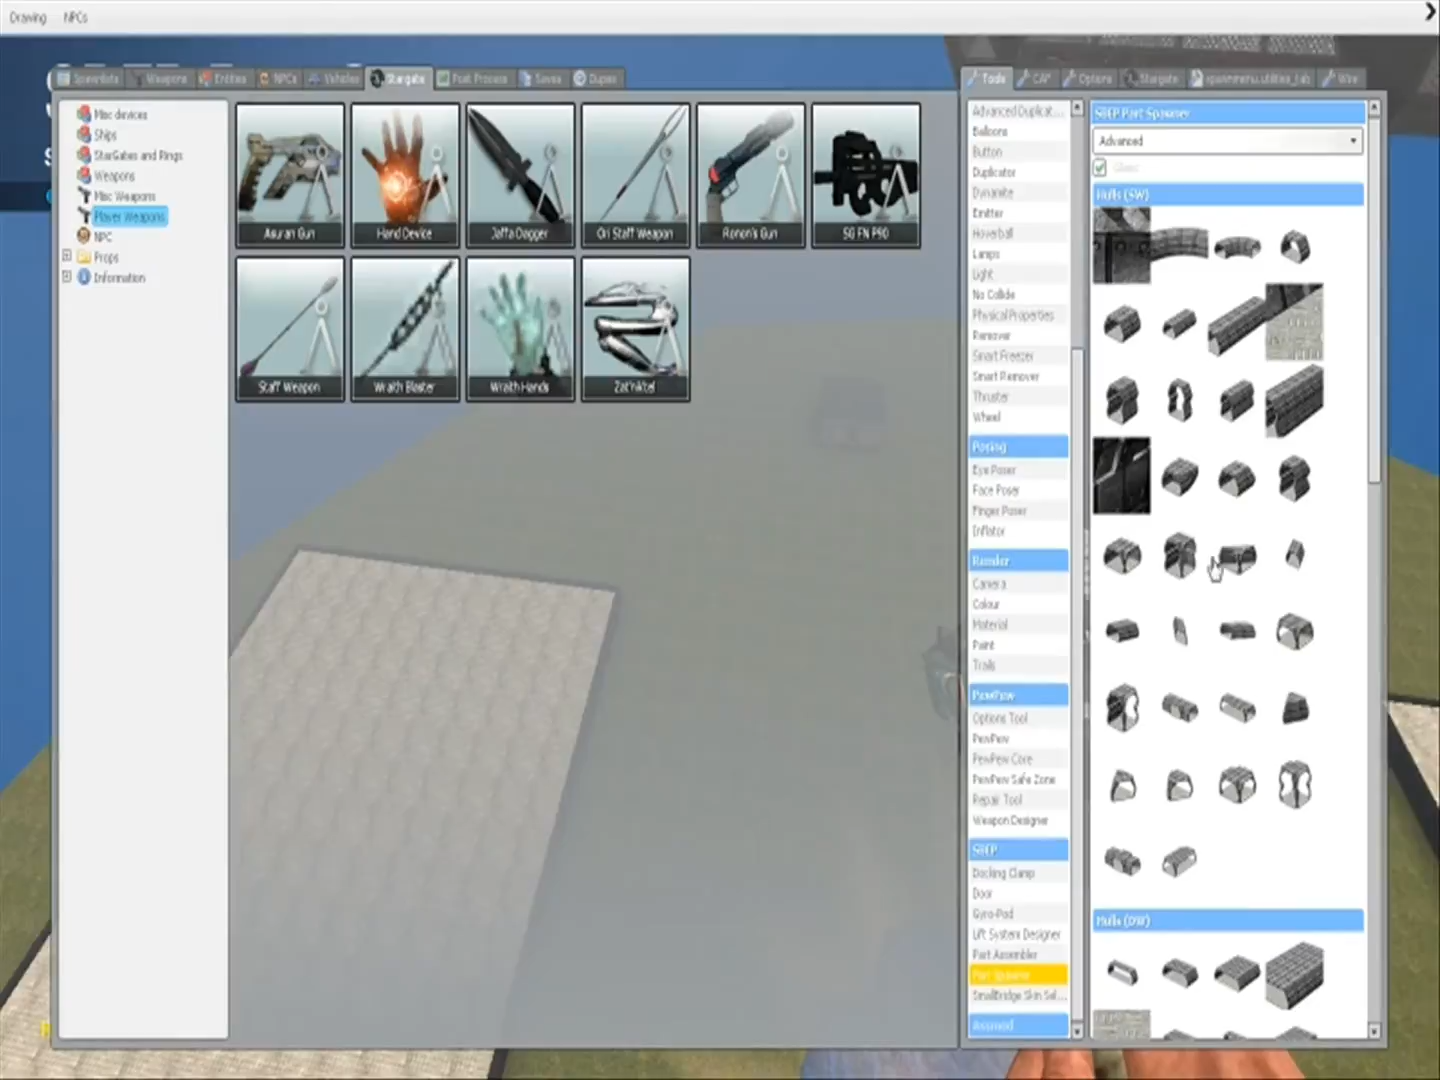 Drawing NPCs
Spawnlists Weapons Entities NPCs Vehicles Stargate Post Process Saves Dupes
Tools CAP Options Stargate spawnmenu.utilities_tab Wire
Misc devices
Ships
StarGates and Rings
Weapons
Misc Weapons
Player Weapons
NPC
Props
Information
Asuran Gun
Hand Device
Jaffa Dagger
Ori Staff Weapon
Ronon's Gun
SG FN P90
Staff Weapon
Wraith Blaster
Wraith Hands
Zat'nik'tel
Advanced Duplicat...
Balloons
Button
Duplicator
Dynamite
Emitter
Hoverball
Lamps
Light
No Collide
Physical Properties
Remover
Smart Freezer
Smart Remover
Thruster
Wheel
Posing
Eye Poser
Face Poser
Finger Poser
Inflator
Render
Camera
Colour
Material
Paint
Trails
PewPew
Options Tool
PewPew
PewPew Core
PewPew Safe Zone
Repair Tool
Weapon Designer
SBEP
Docking Clamp
Door
Gyro-Pod
Lift System Designer
Part Assembler
Part Spawner
SmallBridge Skin Sel...
SBEP Part Spawner
Advanced
Glass
Hulls (SW)
Hulls (DW)